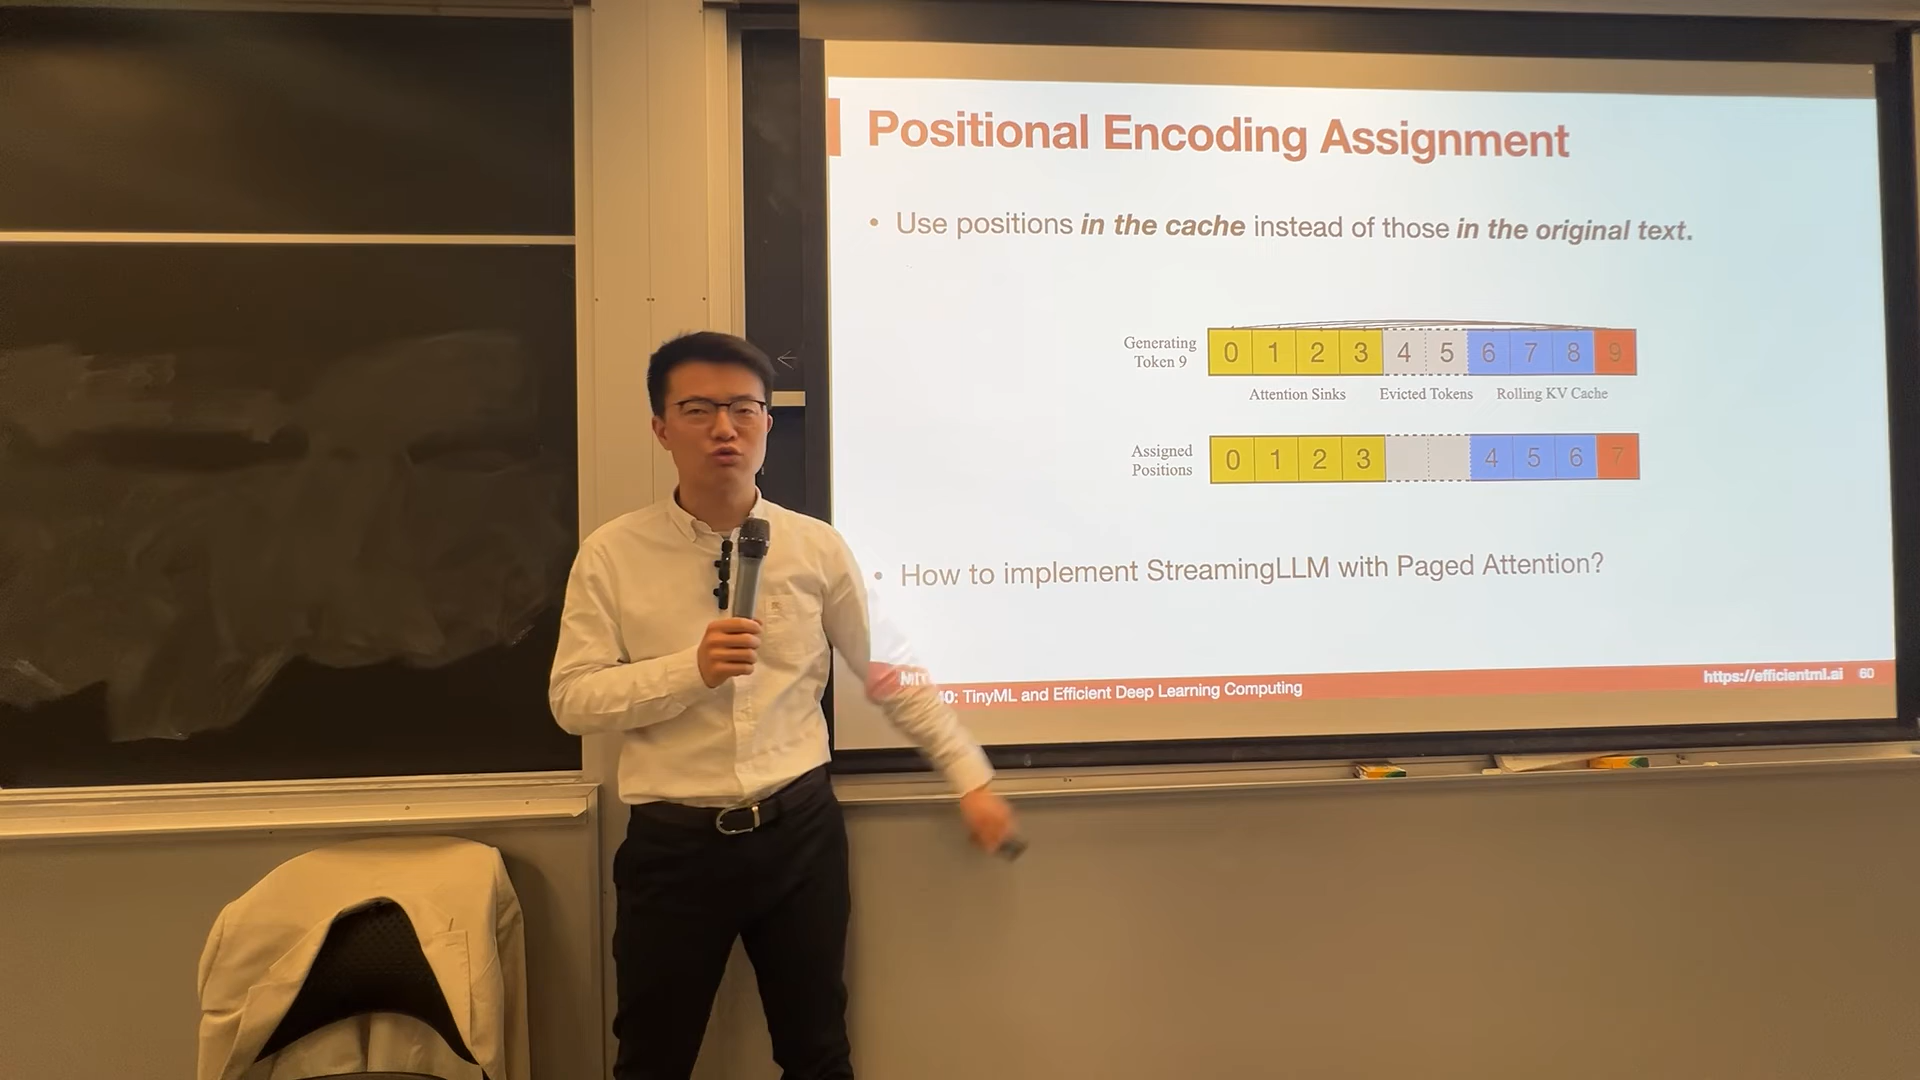 Positional Encoding Assignment
• Use positions in the cache instead of those in the original text.
Generating
Token 9
0 1 2 3 4 5 6 7 8 9
Attention Sinks Evicted Tokens Rolling KV Cache
Assigned
Positions
0 1 2 3 4 5 6 7
• How to implement StreamingLLM with Paged Attention?
MIT 40: TinyML and Efficient Deep Learning Computing
https://efficientml.ai 60